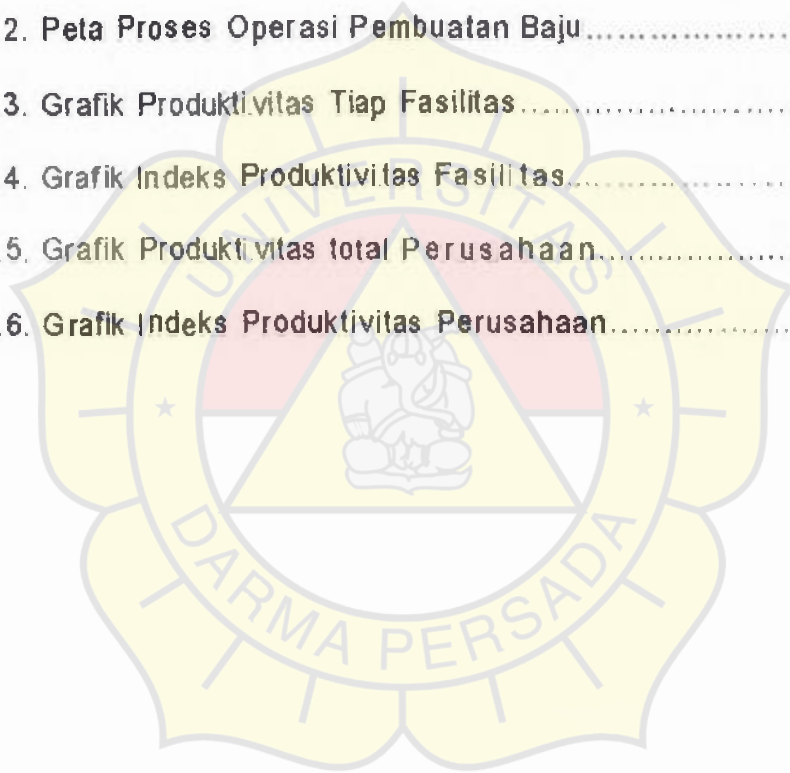 2. Peta Proses Operasi Pembuatan Baju....................
3. Grafik Produktivitas Tiap Fasilitas....................
4. Grafik Indeks Produktivitas Fasilitas....................
.5. Grafik Produktivitas total Perusahaan....................
.6. Grafik Indeks Produktivitas Perusahaan....................
UNIVERSITAS
DARMA PERSADA